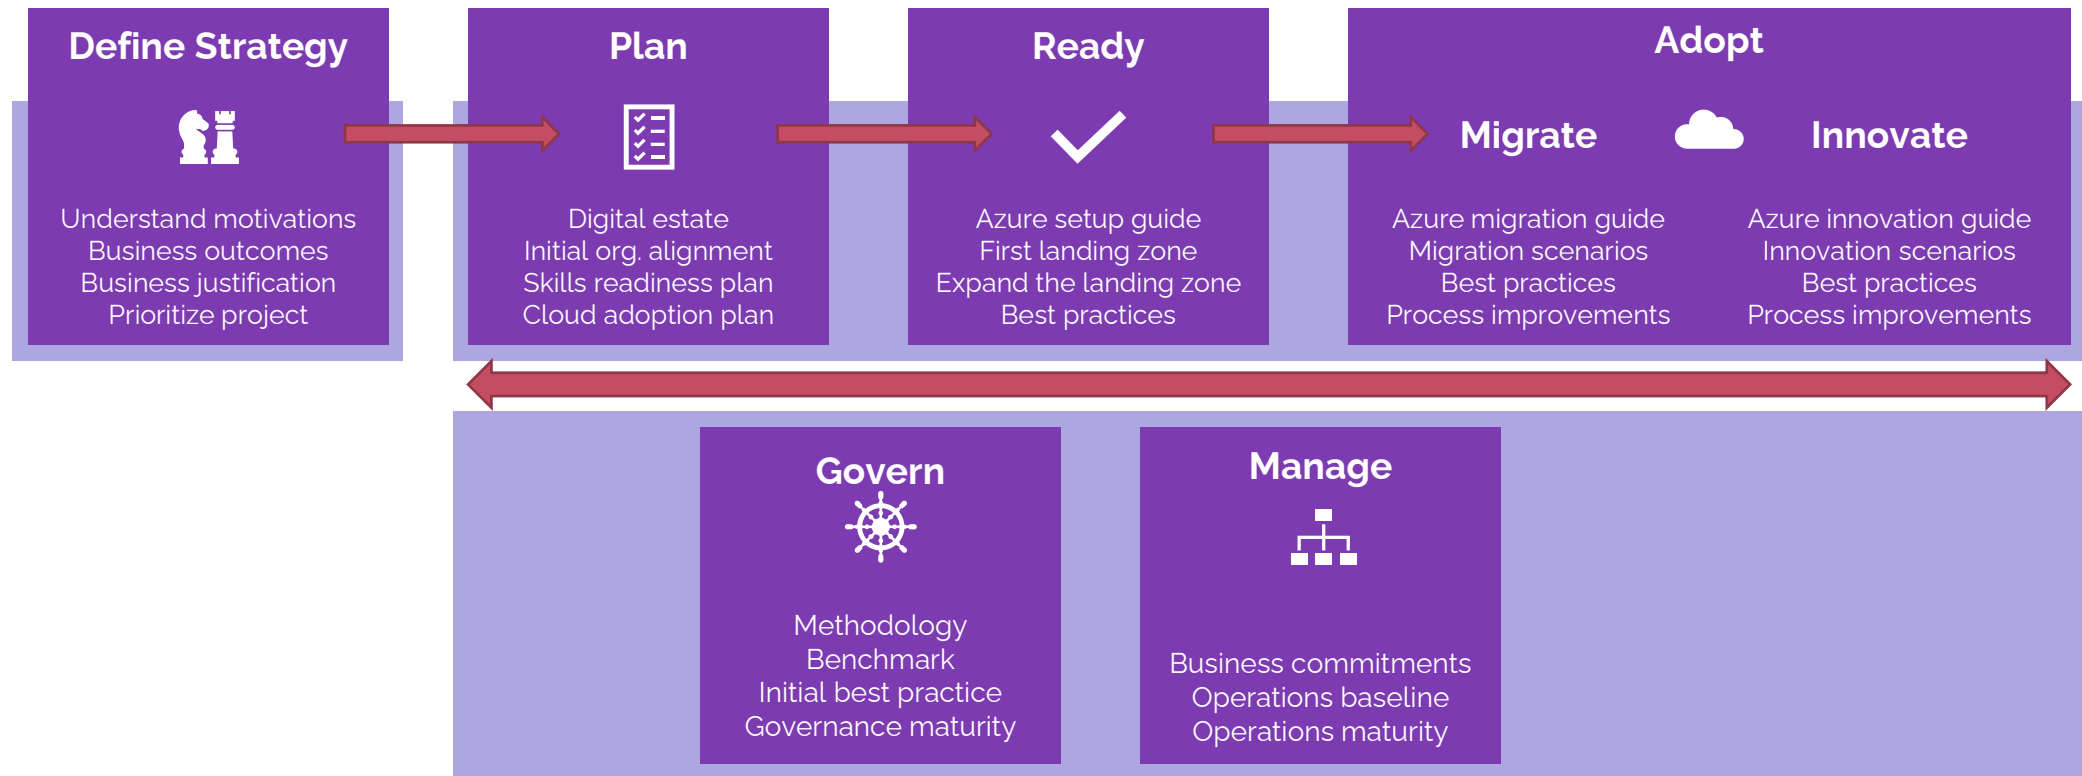 Define Strategy
Understand motivations
Business outcomes
Business justification
Prioritize project
Plan
Digital estate
Initial org. alignment
Skills readiness plan
Cloud adoption plan
Ready
Azure setup guide
First landing zone
Expand the landing zone
Best practices
Adopt
Migrate
Azure migration guide
Migration scenarios
Best practices
Process improvements
Innovate
Azure innovation guide
Innovation scenarios
Best practices
Process improvements
Govern
Methodology
Benchmark
Initial best practice
Governance maturity
Manage
Business commitments
Operations baseline
Operations maturity